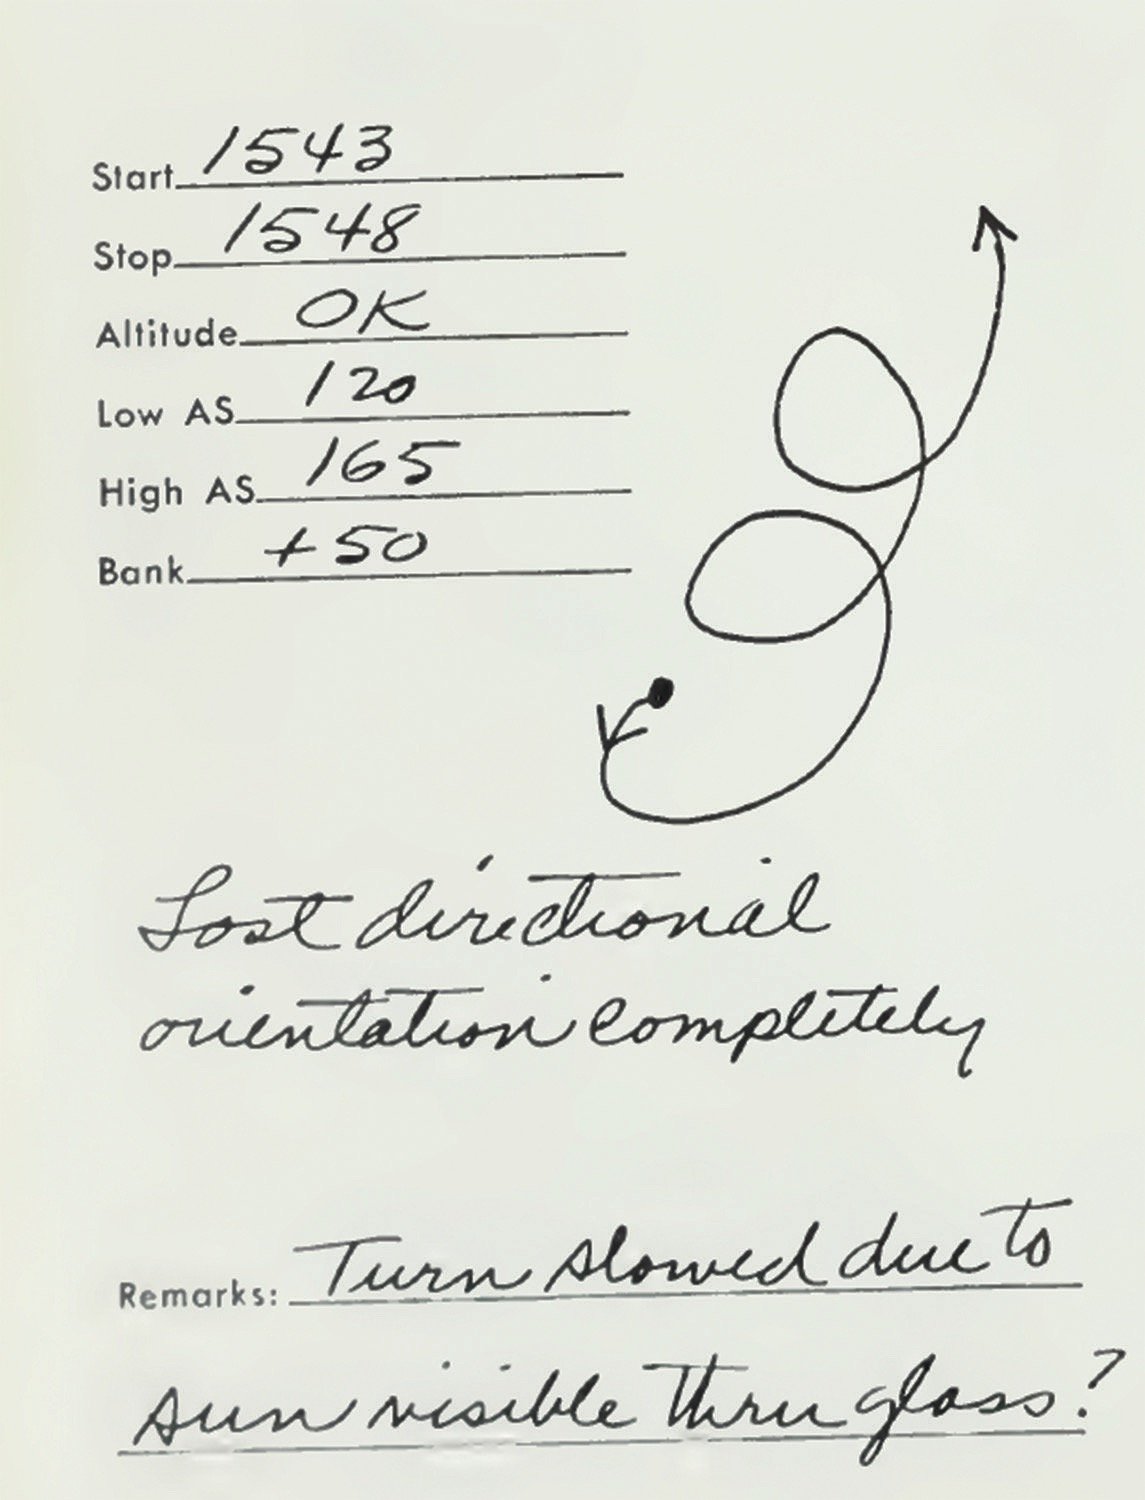 Start 1543
Stop 1548
Altitude OK
Low AS 120
High AS 165
Bank +50
Lost directional
orientation completely
Remarks: Turn slowed due to
sun visible thru glass?